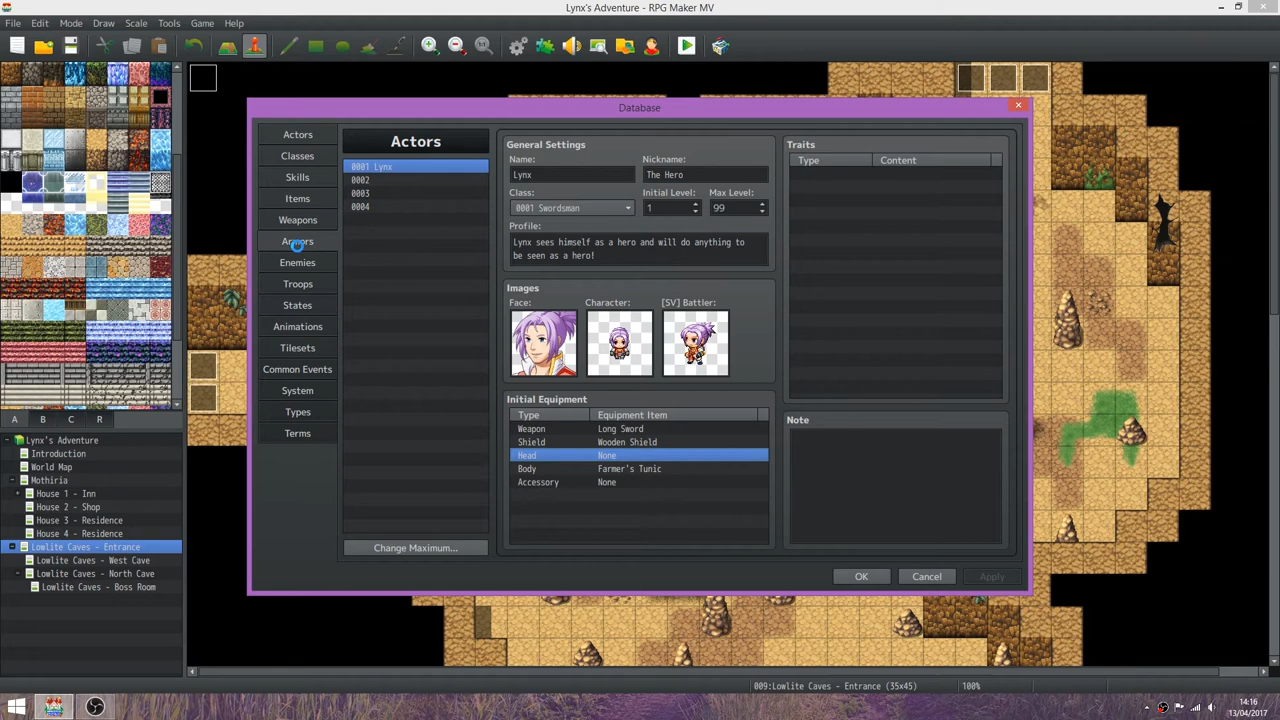 Lynx's Adventure - RPG Maker MV
File Edit Mode Draw Scale Tools Game Help
Database
Actors
Classes
Skills
Items
Weapons
Armors
Enemies
Troops
States
Animations
Tilesets
Common Events
System
Types
Terms
Actors
0001 Lynx
0002
0003
0004
Change Maximum...
General Settings
Name: Nickname:
Lynx The Hero
Class: Initial Level: Max Level:
0001 Swordsman 1 99
Profile:
Lynx sees himself as a hero and will do anything to
be seen as a hero!
Images
Face: Character: [SV] Battler:
Initial Equipment
Type Equipment Item
Weapon Long Sword
Shield Wooden Shield
Head None
Body Farmer's Tunic
Accessory None
Traits
Type Content
Note
OK Cancel Apply
A B C R
Lynx's Adventure
Introduction
World Map
Mothiria
House 1 - Inn
House 2 - Shop
House 3 - Residence
House 4 - Residence
Lowlite Caves - Entrance
Lowlite Caves - West Cave
Lowlite Caves - North Cave
Lowlite Caves - Boss Room
009:Lowlite Caves - Entrance (35x45) 100%
14:16
13/04/2017